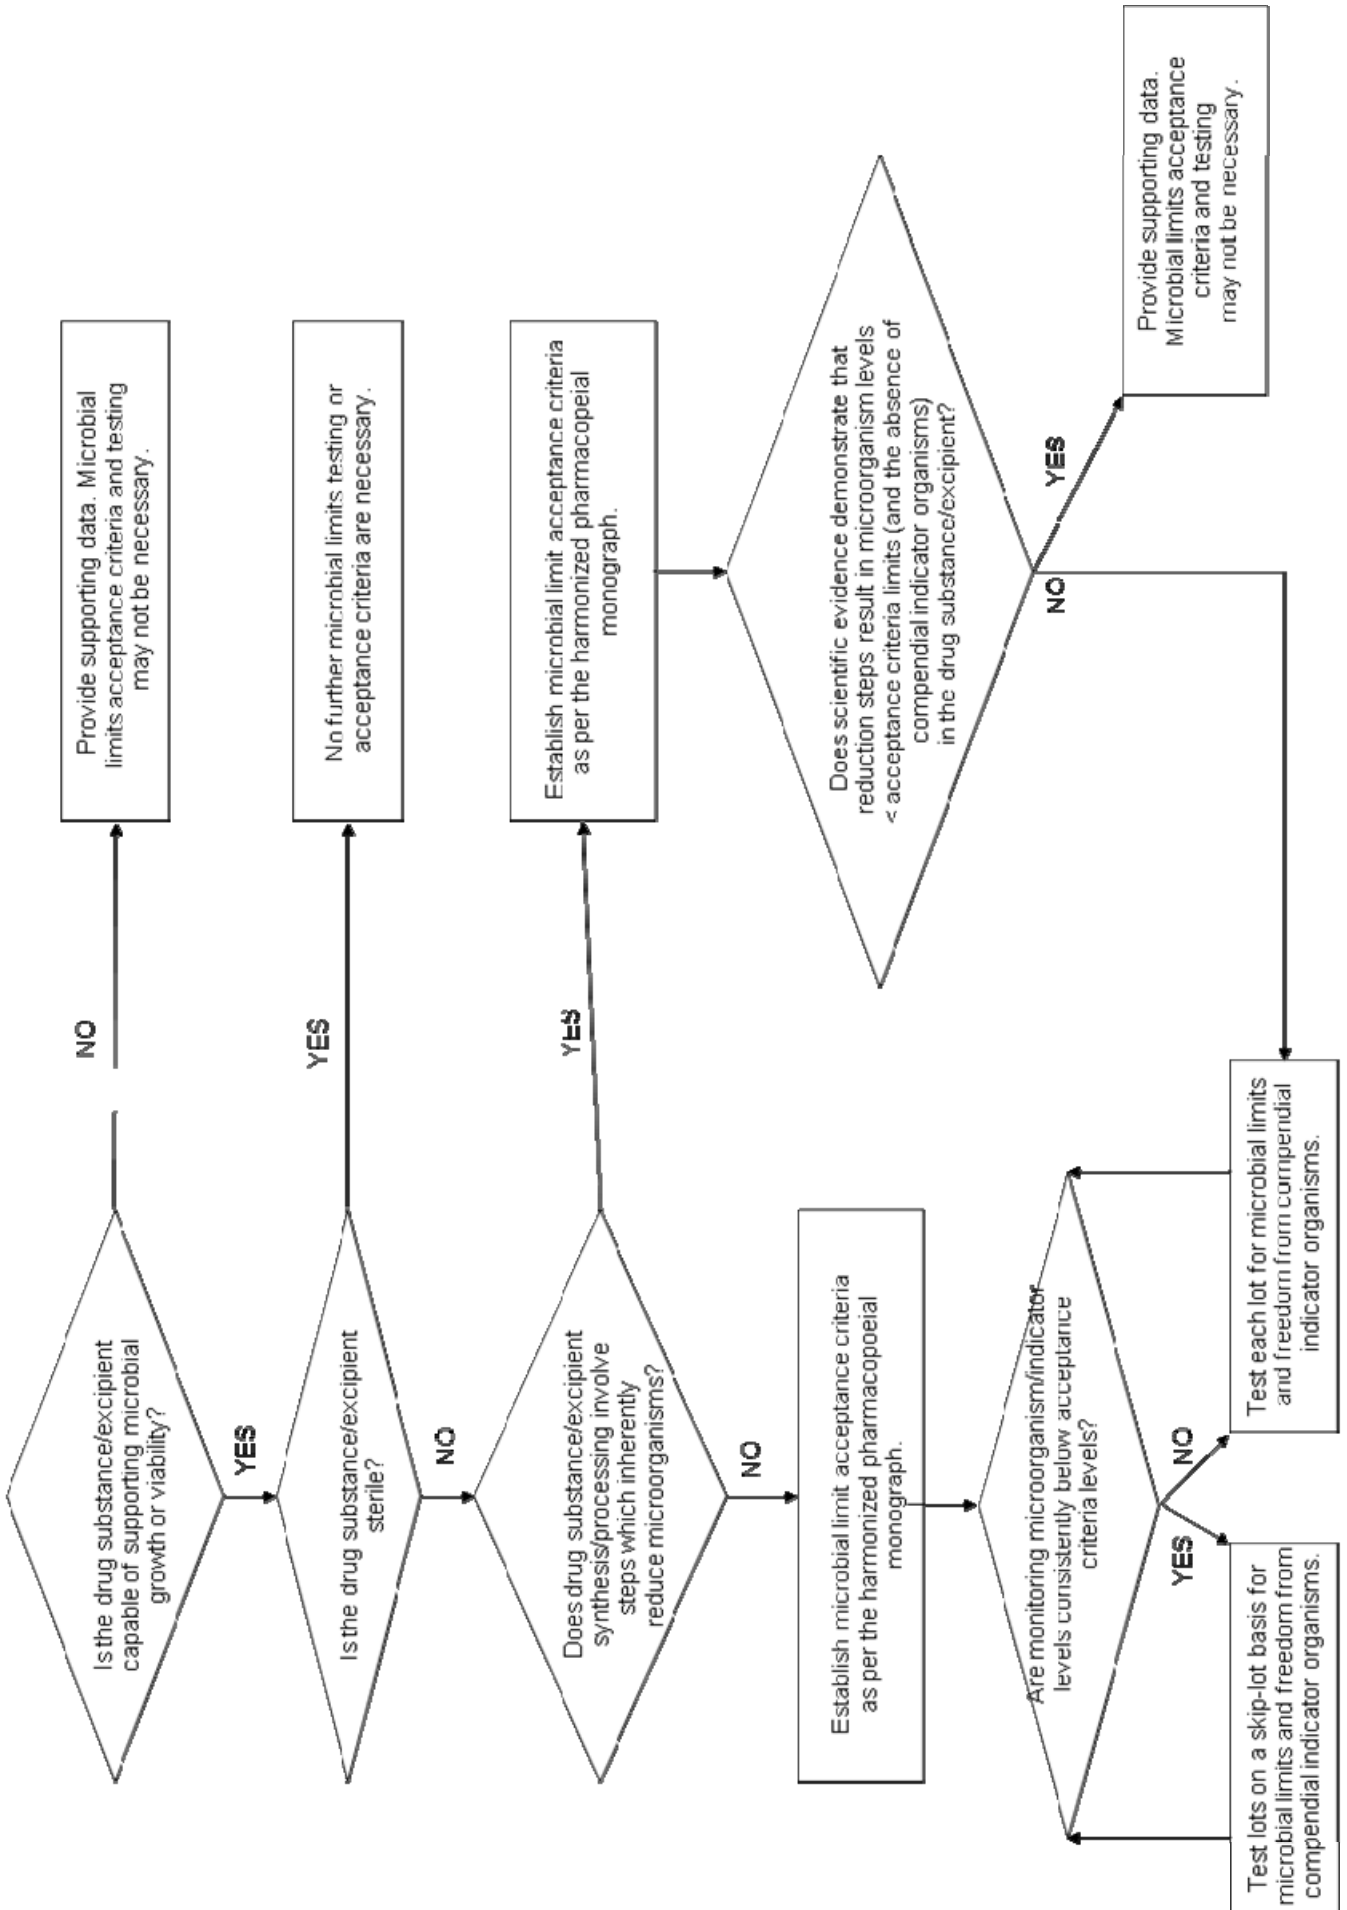 Is the drug substance/excipient
capable of supporting microbial
growth or viability?
NO
Provide supporting data. Microbial
limits acceptance criteria and testing
may not be necessary.
YES
Is the drug substance/excipient
sterile?
YES
No further microbial limits testing or
acceptance criteria are necessary.
NO
Does drug substance/excipient
synthesis/processing involve
steps which inherently
reduce microorganisms?
YES
Establish microbial limit acceptance criteria
as per the harmonized pharmacopeial
monograph.
NO
Establish microbial limit acceptance criteria
as per the harmonized pharmacopoeial
monograph.
Does scientific evidence demonstrate that
reduction steps result in microorganism levels
< acceptance criteria limits (and the absence of
compendial indicator organisms)
in the drug substance/excipient?
NO
YES
Provide supporting data.
Microbial limits acceptance
criteria and testing
may not be necessary.
Are monitoring microorganism/indicator
levels consistently below acceptance
criteria levels?
YES
NO
Test lots on a skip-lot basis for
microbial limits and freedom from
compendial indicator organisms.
Test each lot for microbial limits
and freedom from compendial
indicator organisms.